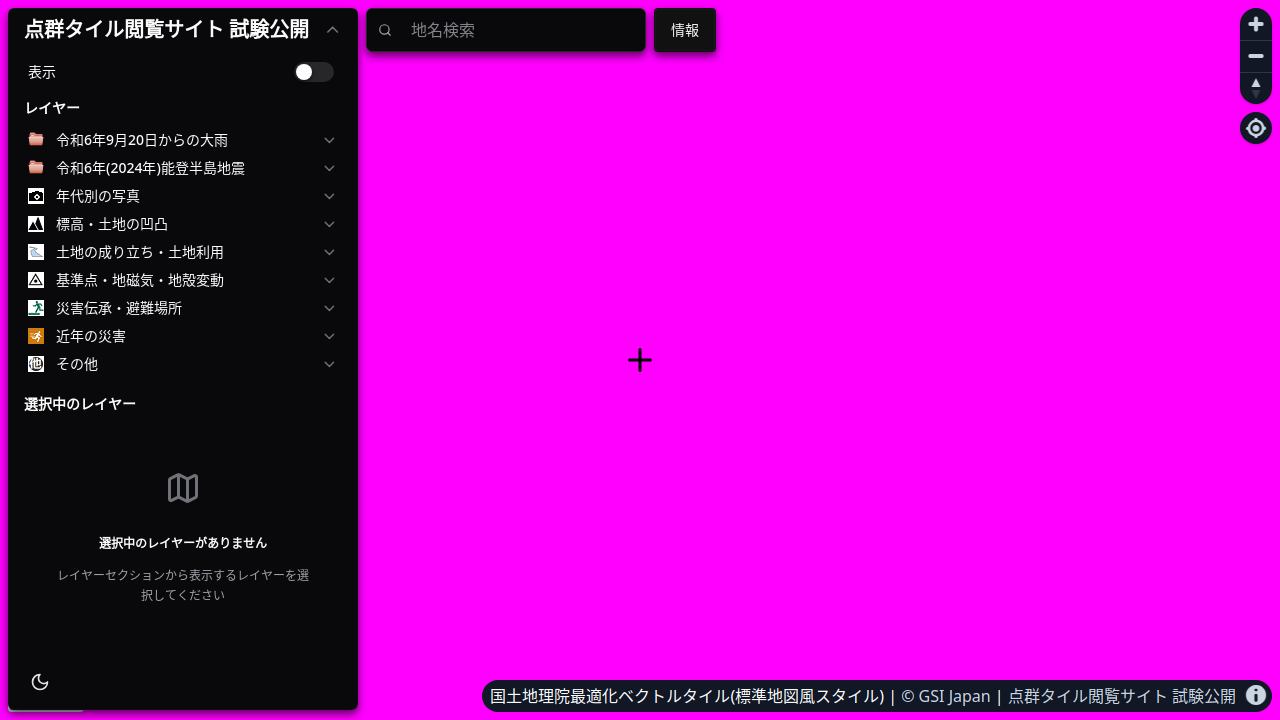 点群タイル閲覧サイト 試験公開
地名検索
情報
表示
レイヤー
令和6年9月20日からの大雨
令和6年(2024年)能登半島地震
年代別の写真
標高・土地の凹凸
土地の成り立ち・土地利用
基準点・地磁気・地殻変動
災害伝承・避難場所
近年の災害
その他
選択中のレイヤー
選択中のレイヤーがありません
レイヤーセクションから表示するレイヤーを選
択してください
国土地理院最適化ベクトルタイル(標準地図風スタイル) | © GSI Japan | 点群タイル閲覧サイト 試験公開